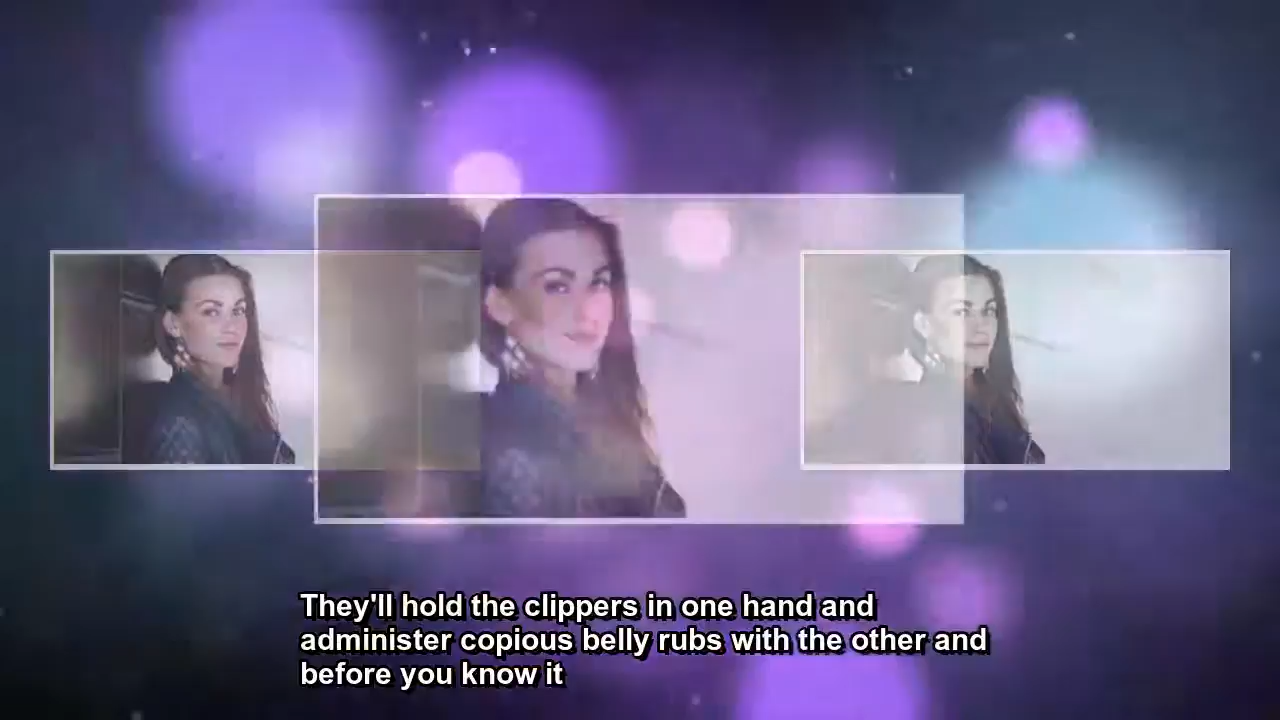 They'll hold the clippers in one hand and
administer copious belly rubs with the other and
before you know it